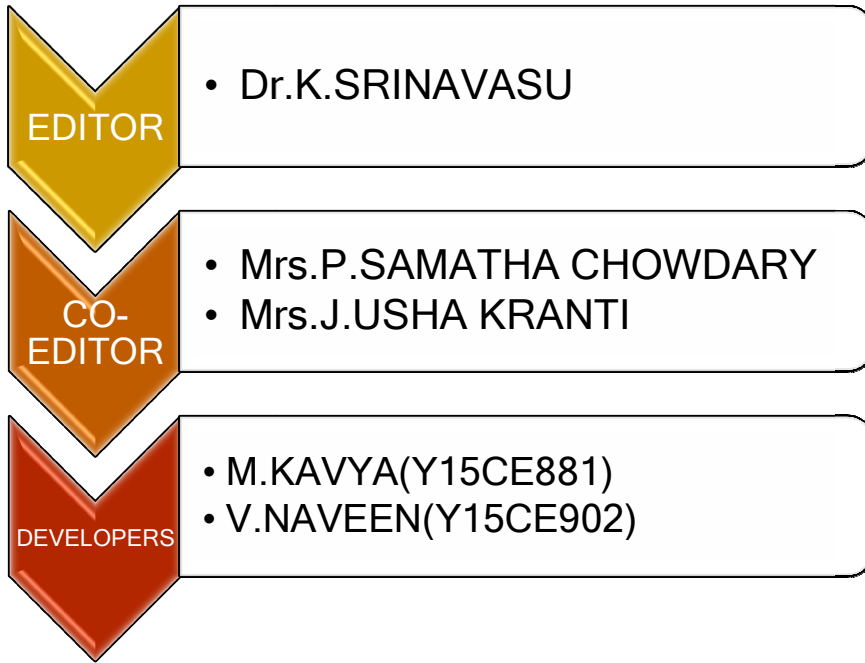 EDITOR
• Dr.K.SRINAVASU
CO-
EDITOR
• Mrs.P.SAMATHA CHOWDARY
• Mrs.J.USHA KRANTI
DEVELOPERS
• M.KAVYA(Y15CE881)
• V.NAVEEN(Y15CE902)